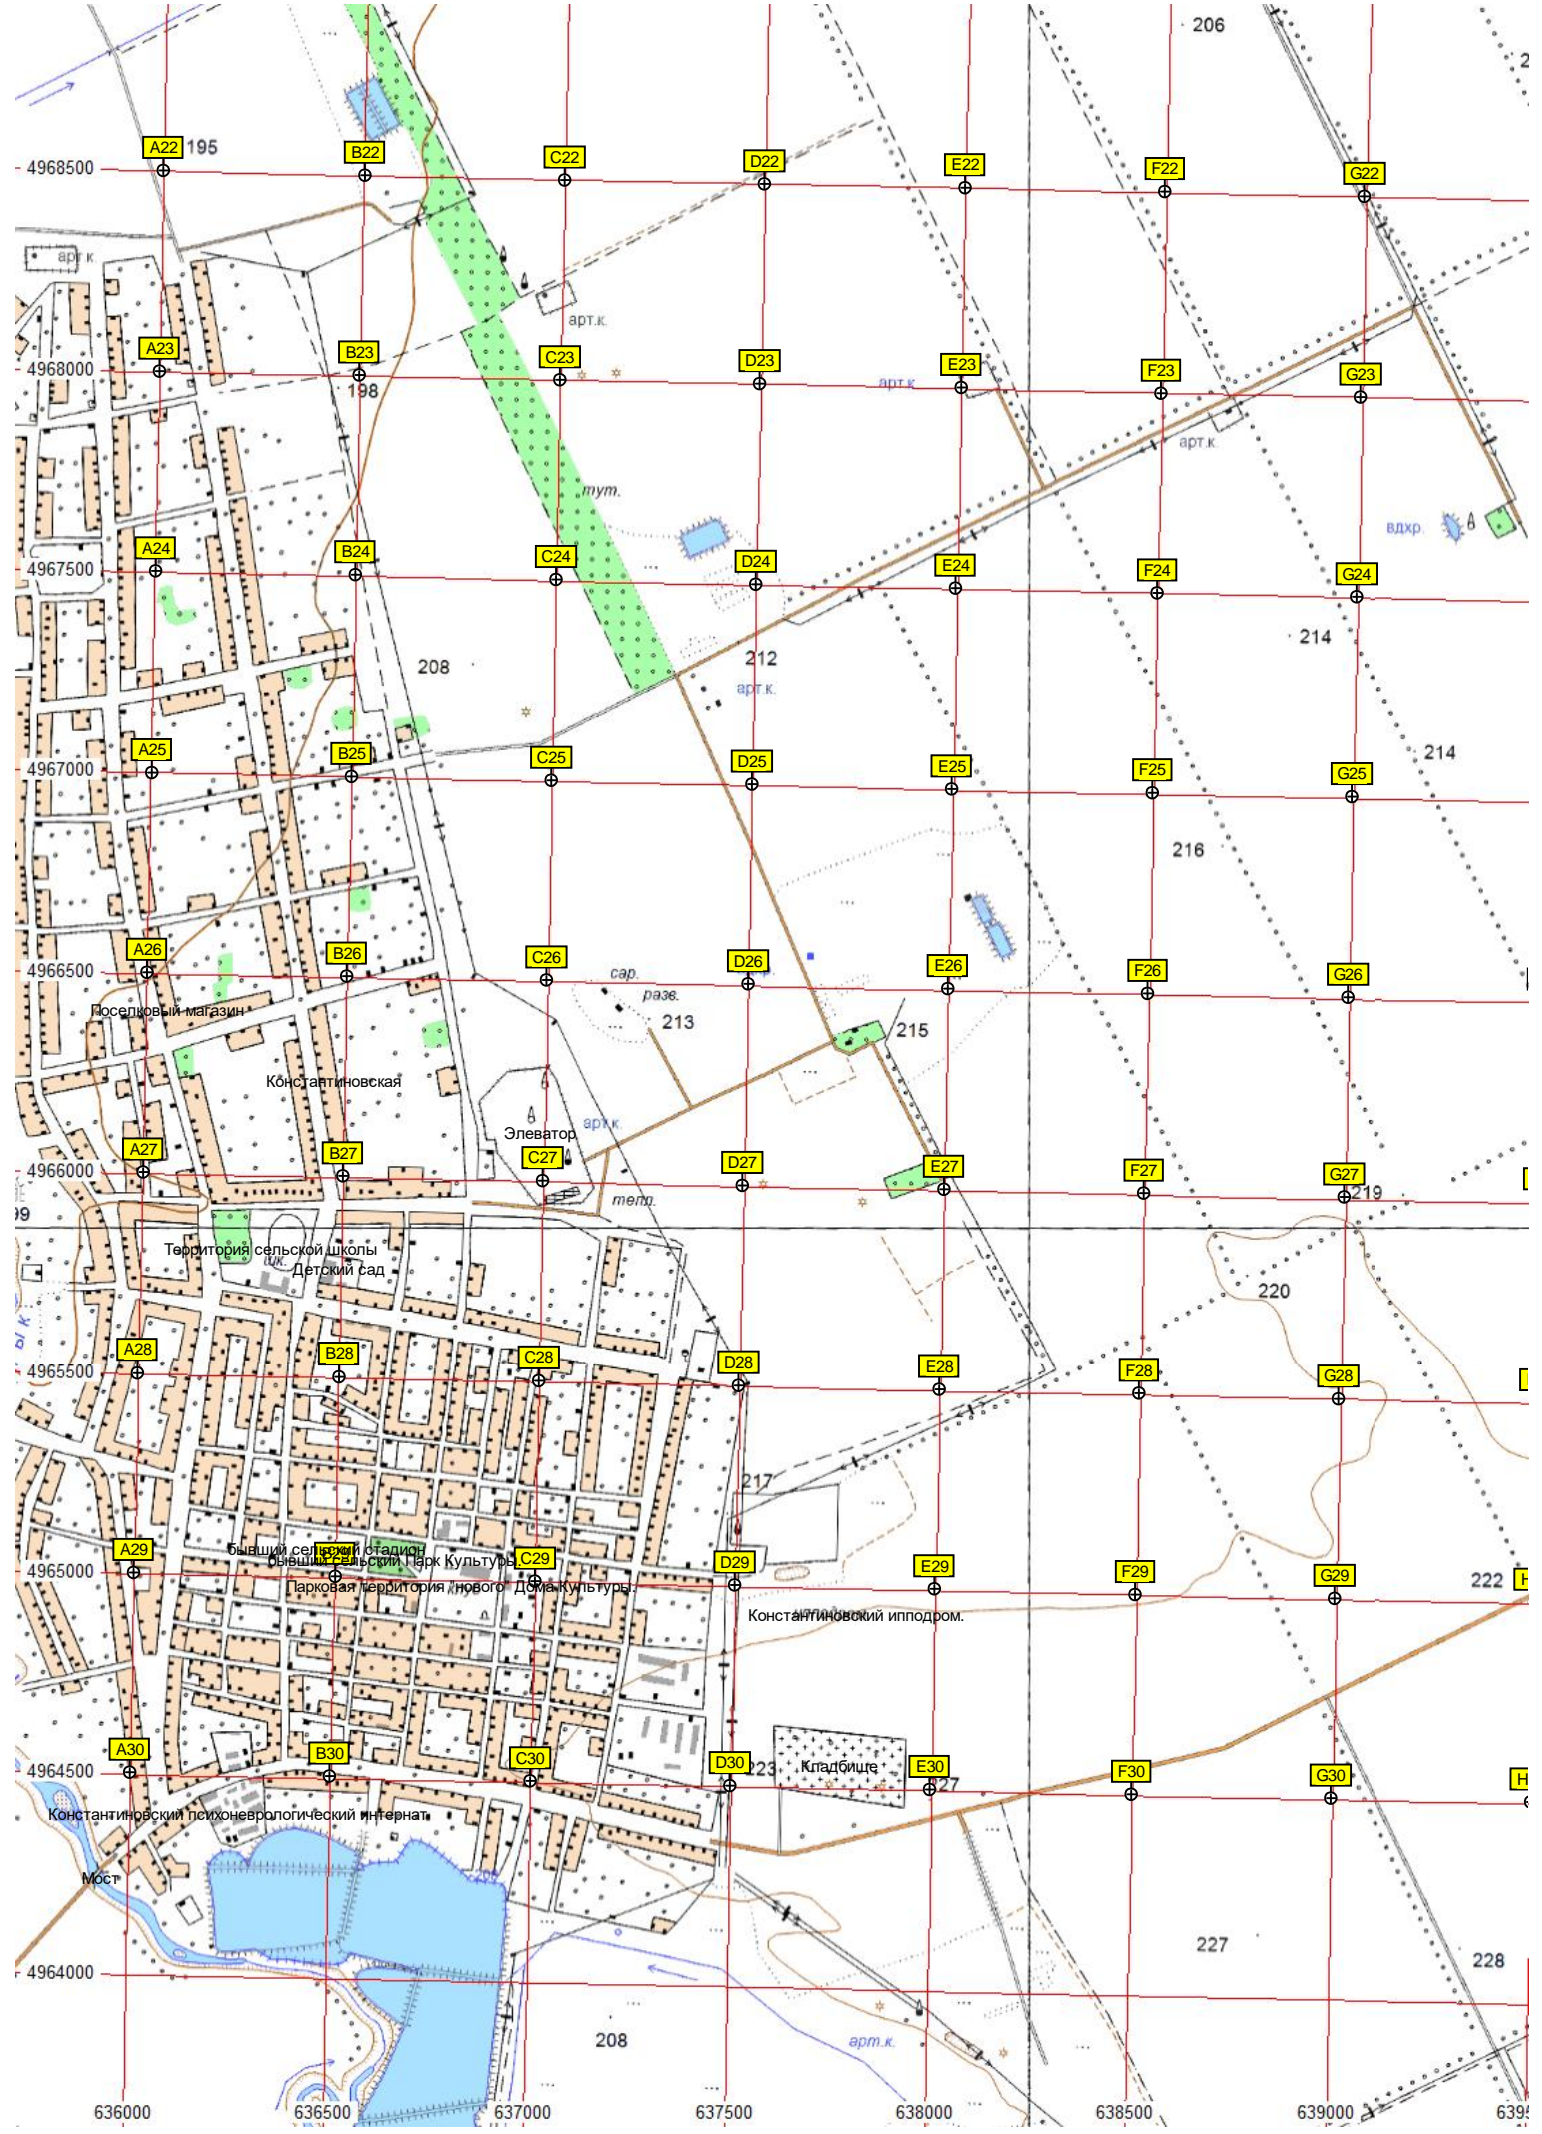 206
A22
195
B22
C22
D22
E22
F22
G22
4968500
арт.к.
арт.к.
A23
B23
C23
D23
E23
F23
G23
4968000
198
арт.к.
арт.к.
тут.
вдхр.
A24
B24
C24
D24
E24
F24
G24
4967500
214
208
212
арт.к.
A25
B25
C25
D25
E25
F25
G25
214
4967000
216
A26
B26
C26
D26
E26
F26
G26
4966500
сар.
разв.
213
215
Поселковый магазин
Константиновская
арт.к.
Элеватор
A27
B27
C27
D27
E27
F27
G27
4966000
219
тепл.
99
Территория сельской школы
шк.
Детский сад
220
A28
B28
C28
D28
E28
F28
G28
4965500
217
A29
бывший сельский стадион
бывший сельский Парк Культуры.
C29
D29
E29
F29
G29
4965000
222
Парковая территория "нового" Дома Культуры.
Константиновский ипподром.
A30
B30
C30
D30
223
Кладбище
E30
227
F30
G30
4964500
Константиновский психоневрологический интернат
Мост
227
228
4964000
208
арт.к.
636000
636500
637000
637500
638000
638500
639000